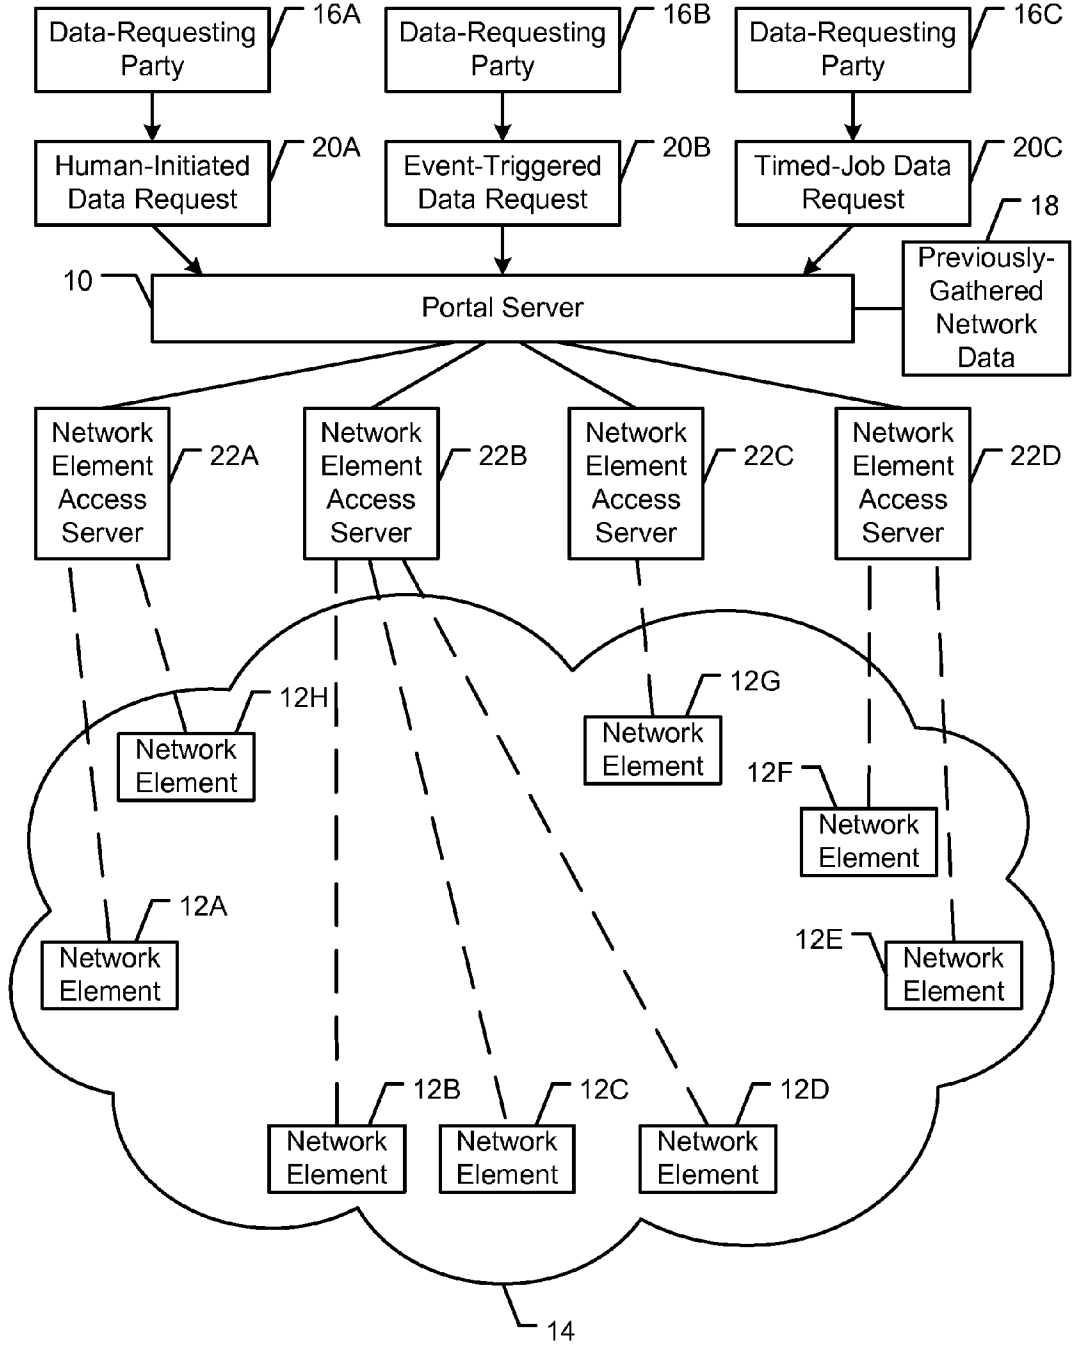 16A
16B
16C
Data-Requesting
Party
Data-Requesting
Party
Data-Requesting
Party
20A
20B
20C
Human-Initiated
Data Request
Event-Triggered
Data Request
Timed-Job Data
Request
18
10
Portal Server
Previously-
Gathered
Network
Data
Network
Element
Access
Server
22A
Network
Element
Access
Server
22B
Network
Element
Access
Server
22C
Network
Element
Access
Server
22D
12H
Network
Element
12G
Network
Element
12F
Network
Element
12A
Network
Element
12E
Network
Element
12B
Network
Element
12C
Network
Element
12D
Network
Element
14